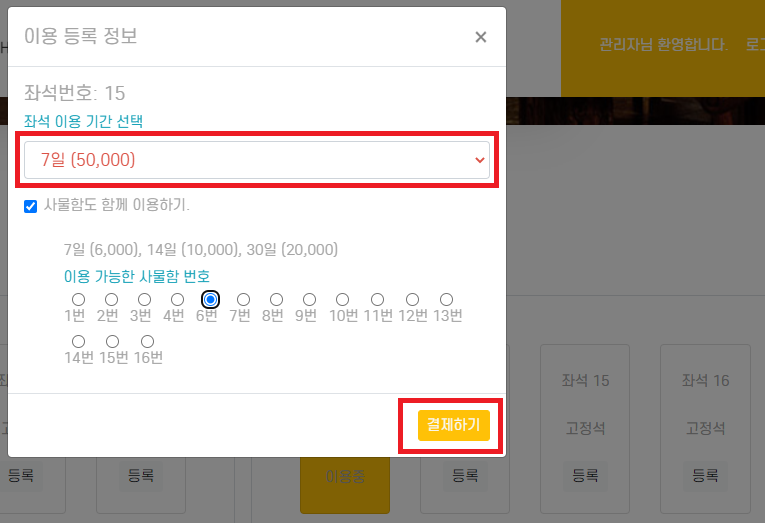 이용 등록 정보 ×
관리자님 환영합니다.
좌석번호: 15
좌석 이용 기간 선택
7일 (50,000)
사물함도 함께 이용하기.
7일 (6,000), 14일 (10,000), 30일 (20,000)
이용 가능한 사물함 번호
1번 2번 3번 4번 6번 7번 8번 9번 10번 11번 12번 13번
14번 15번 16번
결제하기
좌석 15 좌석 16
고정석 고정석
등록 등록 이용중 등록 등록 등록